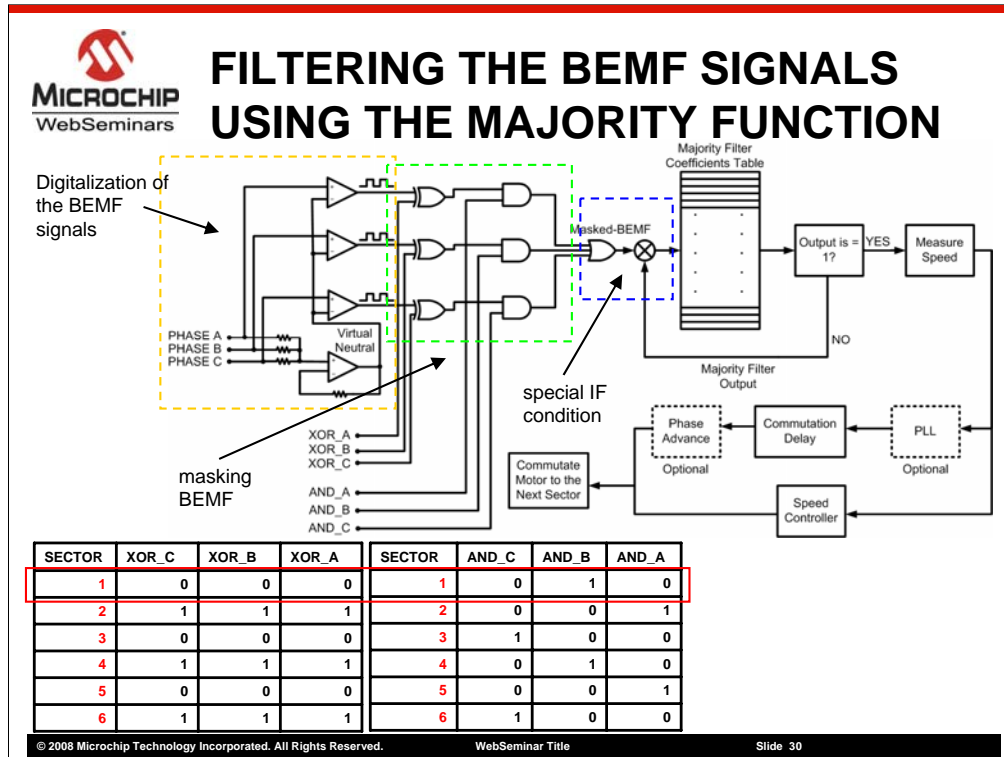 MICROCHIP
WebSeminars
FILTERING THE BEMF SIGNALS
USING THE MAJORITY FUNCTION
Digitalization of
the BEMF
signals
Majority Filter
Coefficients Table
Masked-BEMF
Output is =
1?
YES
Measure
Speed
NO
Majority Filter
Output
PHASE A
PHASE B
PHASE C
Virtual
Neutral
special IF
condition
masking
BEMF
XOR_A
XOR_B
XOR_C
AND_A
AND_B
AND_C
Commutate
Motor to the
Next Sector
Phase
Advance
Optional
Commutation
Delay
PLL
Optional
Speed
Controller
SECTOR XOR_C XOR_B XOR_A SECTOR AND_C AND_B AND_A
1 0 0 0 1 0 1 0
2 1 1 1 2 0 0 1
3 0 0 0 3 1 0 0
4 1 1 1 4 0 1 0
5 0 0 0 5 0 0 1
6 1 1 1 6 1 0 0
© 2008 Microchip Technology Incorporated. All Rights Reserved. WebSeminar Title Slide 30